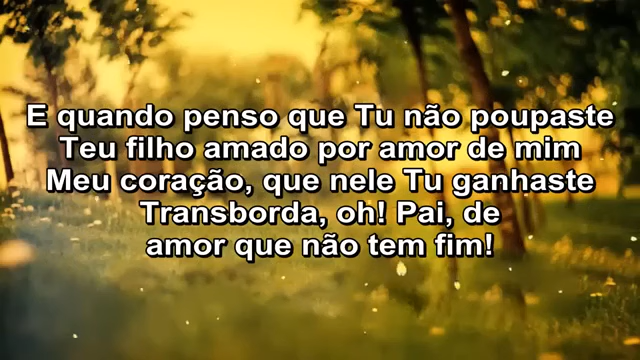 E quando penso que Tu não poupaste
Teu filho amado por amor de mim
Meu coração, que nele Tu ganhaste
Transborda, oh! Pai, de
amor que não tem fim!